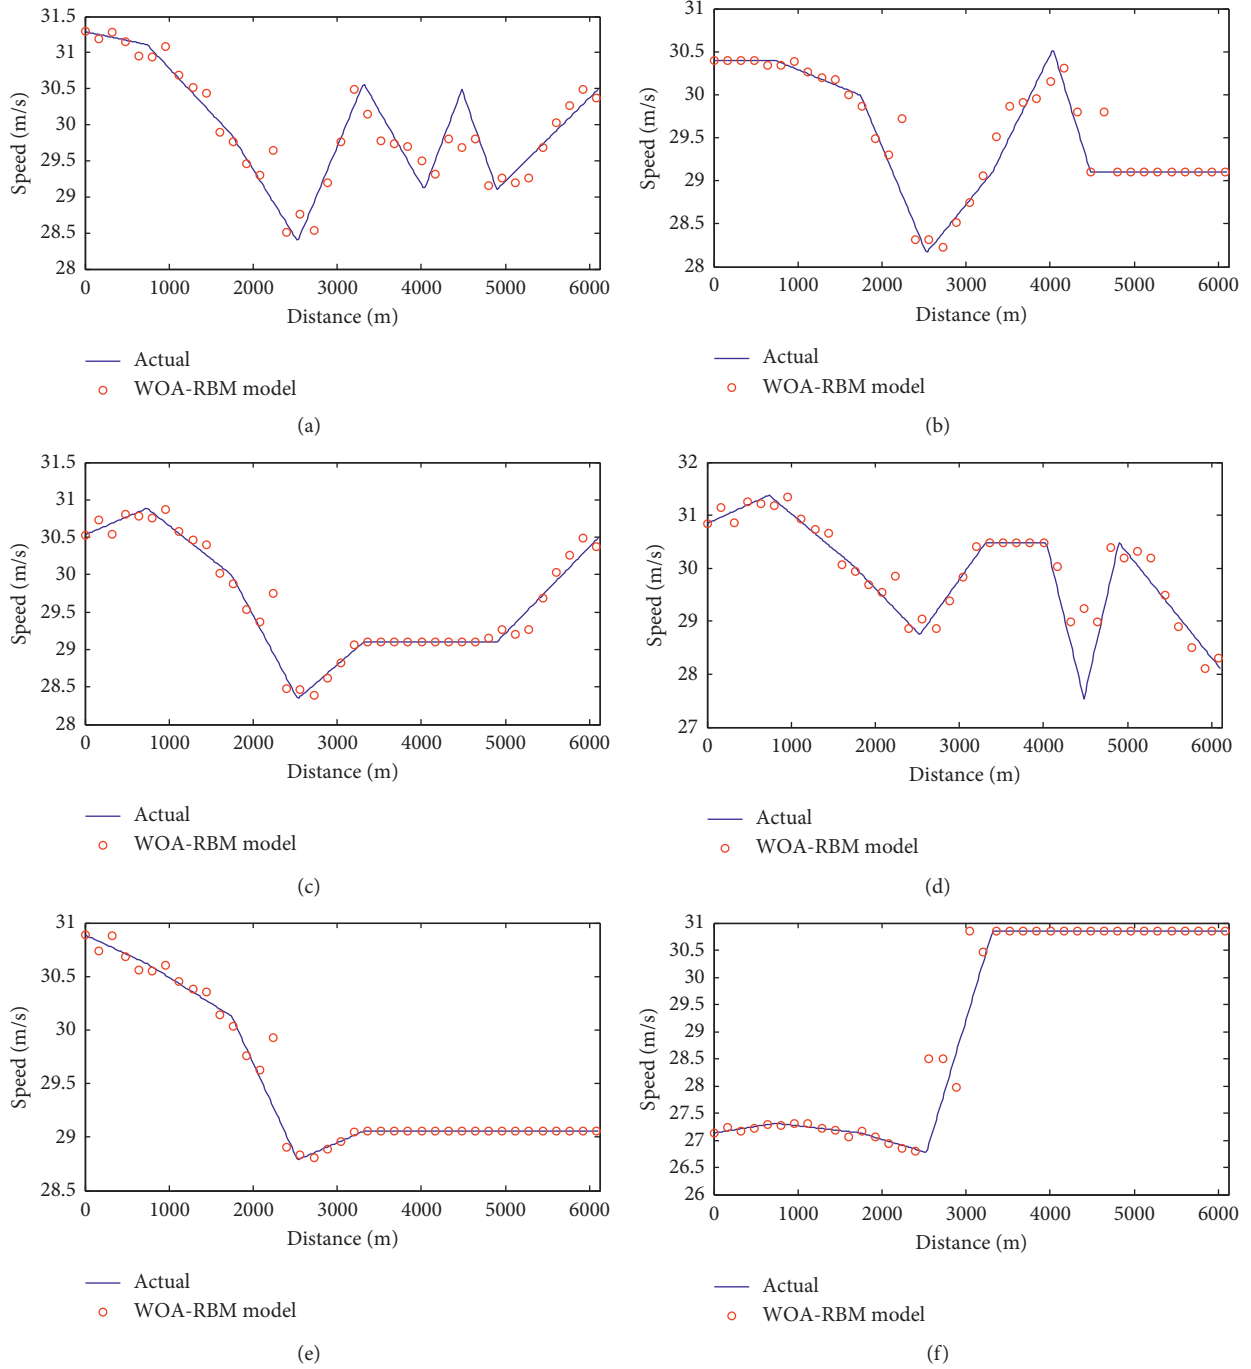 31.5
31
30.5
30
29.5
29
28.5
28
Speed (m/s)
0 1000 2000 3000 4000 5000 6000
Distance (m)
Actual
WOA-RBM model
(a)
31
30.5
30
29.5
29
28.5
28
Speed (m/s)
0 1000 2000 3000 4000 5000 6000
Distance (m)
Actual
WOA-RBM model
(b)
31.5
31
30.5
30
29.5
29
28.5
28
Speed (m/s)
0 1000 2000 3000 4000 5000 6000
Distance (m)
Actual
WOA-RBM model
(c)
32
31
30
29
28
27
Speed (m/s)
0 1000 2000 3000 4000 5000 6000
Distance (m)
Actual
WOA-RBM model
(d)
31
30.5
30
29.5
29
28.5
Speed (m/s)
0 1000 2000 3000 4000 5000 6000
Distance (m)
Actual
WOA-RBM model
(e)
31
30.5
30
29.5
29
28.5
28
27.5
27
26.5
26
Speed (m/s)
0 1000 2000 3000 4000 5000 6000
Distance (m)
Actual
WOA-RBM model
(f)